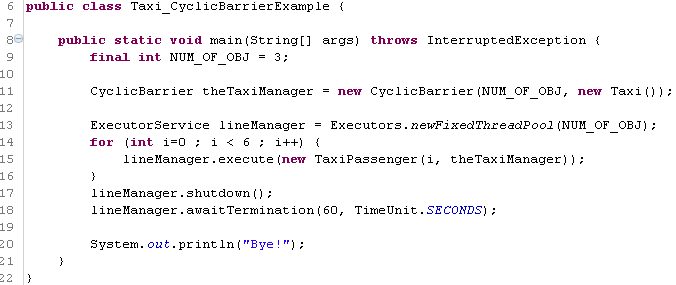 6 public class Taxi_CyclicBarrierExample {
7
8 public static void main(String[] args) throws InterruptedException {
9 final int NUM_OF_OBJ = 3;
10
11 CyclicBarrier theTaxiManager = new CyclicBarrier(NUM_OF_OBJ, new Taxi());
12
13 ExecutorService lineManager = Executors.newFixedThreadPool(NUM_OF_OBJ);
14 for (int i=0 ; i < 6 ; i++) {
15 lineManager.execute(new TaxiPassenger(i, theTaxiManager));
16 }
17 lineManager.shutdown();
18 lineManager.awaitTermination(60, TimeUnit.SECONDS);
19
20 System.out.println("Bye!");
21 }
22 }